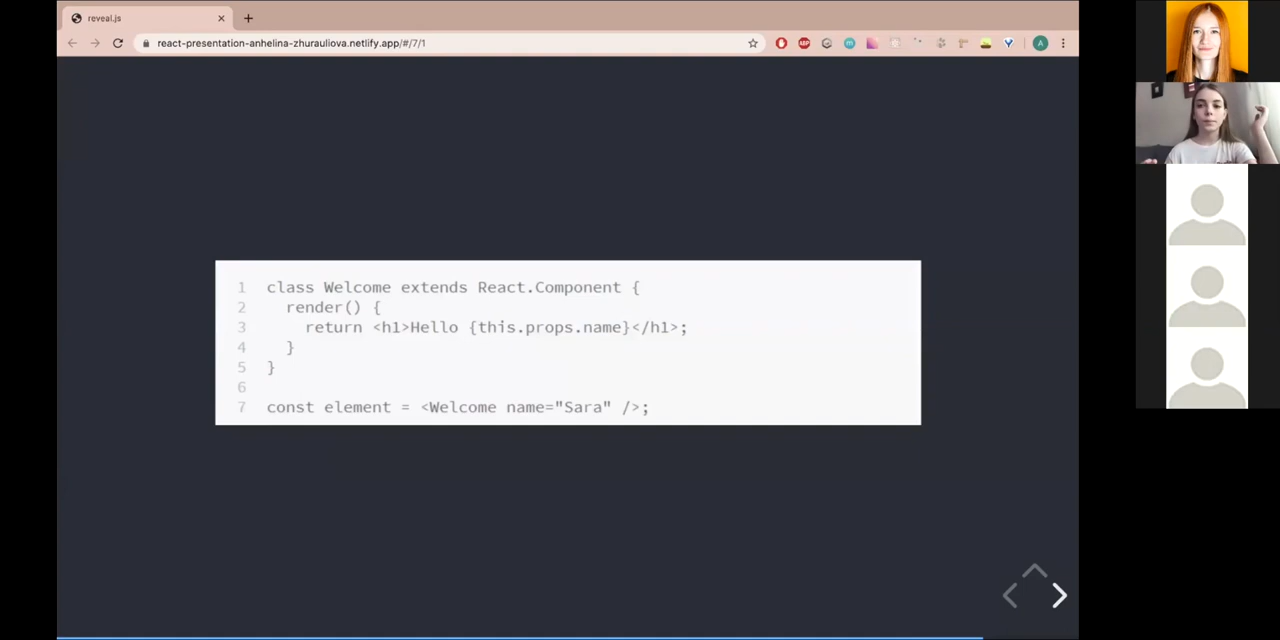 reveal.js
react-presentation-anhelina-zhurauliova.netlify.app/#/7/1
ABP
A
1 class Welcome extends React.Component {
2 render() {
3 return <h1>Hello {this.props.name}</h1>;
4 }
5 }
6
7 const element = <Welcome name="Sara" />;